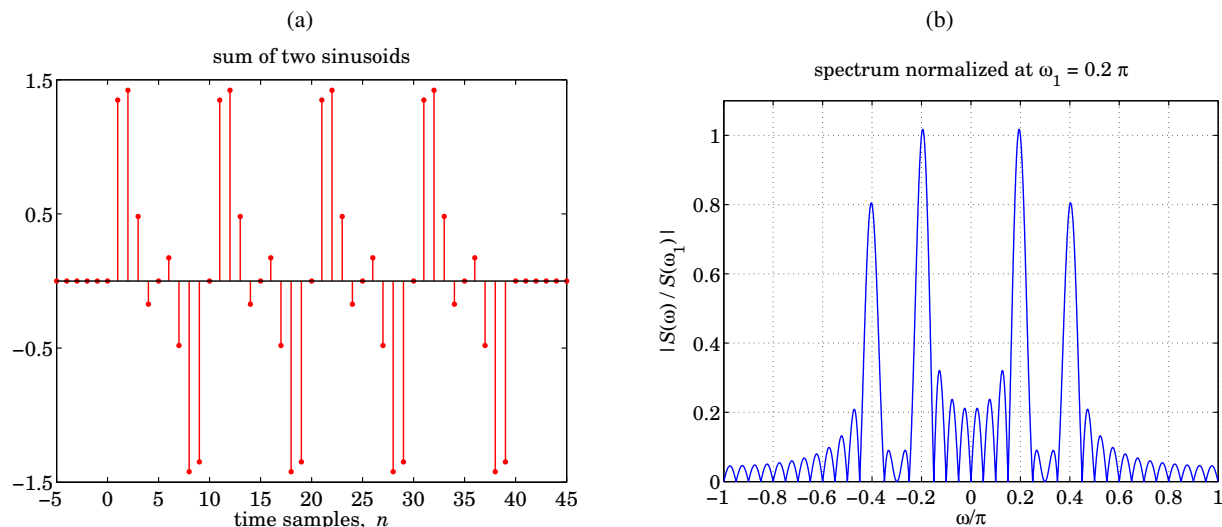 (a)
sum of two sinusoids
1.5
0.5
−0.5
−1.5
−5 0 5 10 15 20 25 30 35 40 45
time samples, n
(b)
spectrum normalized at ω₁ = 0.2 π
1
0.8
0.6
0.4
0.2
0
| S(ω) / S(ω₁) |
−1 −0.8 −0.6 −0.4 −0.2 0 0.2 0.4 0.6 0.8 1
ω/π